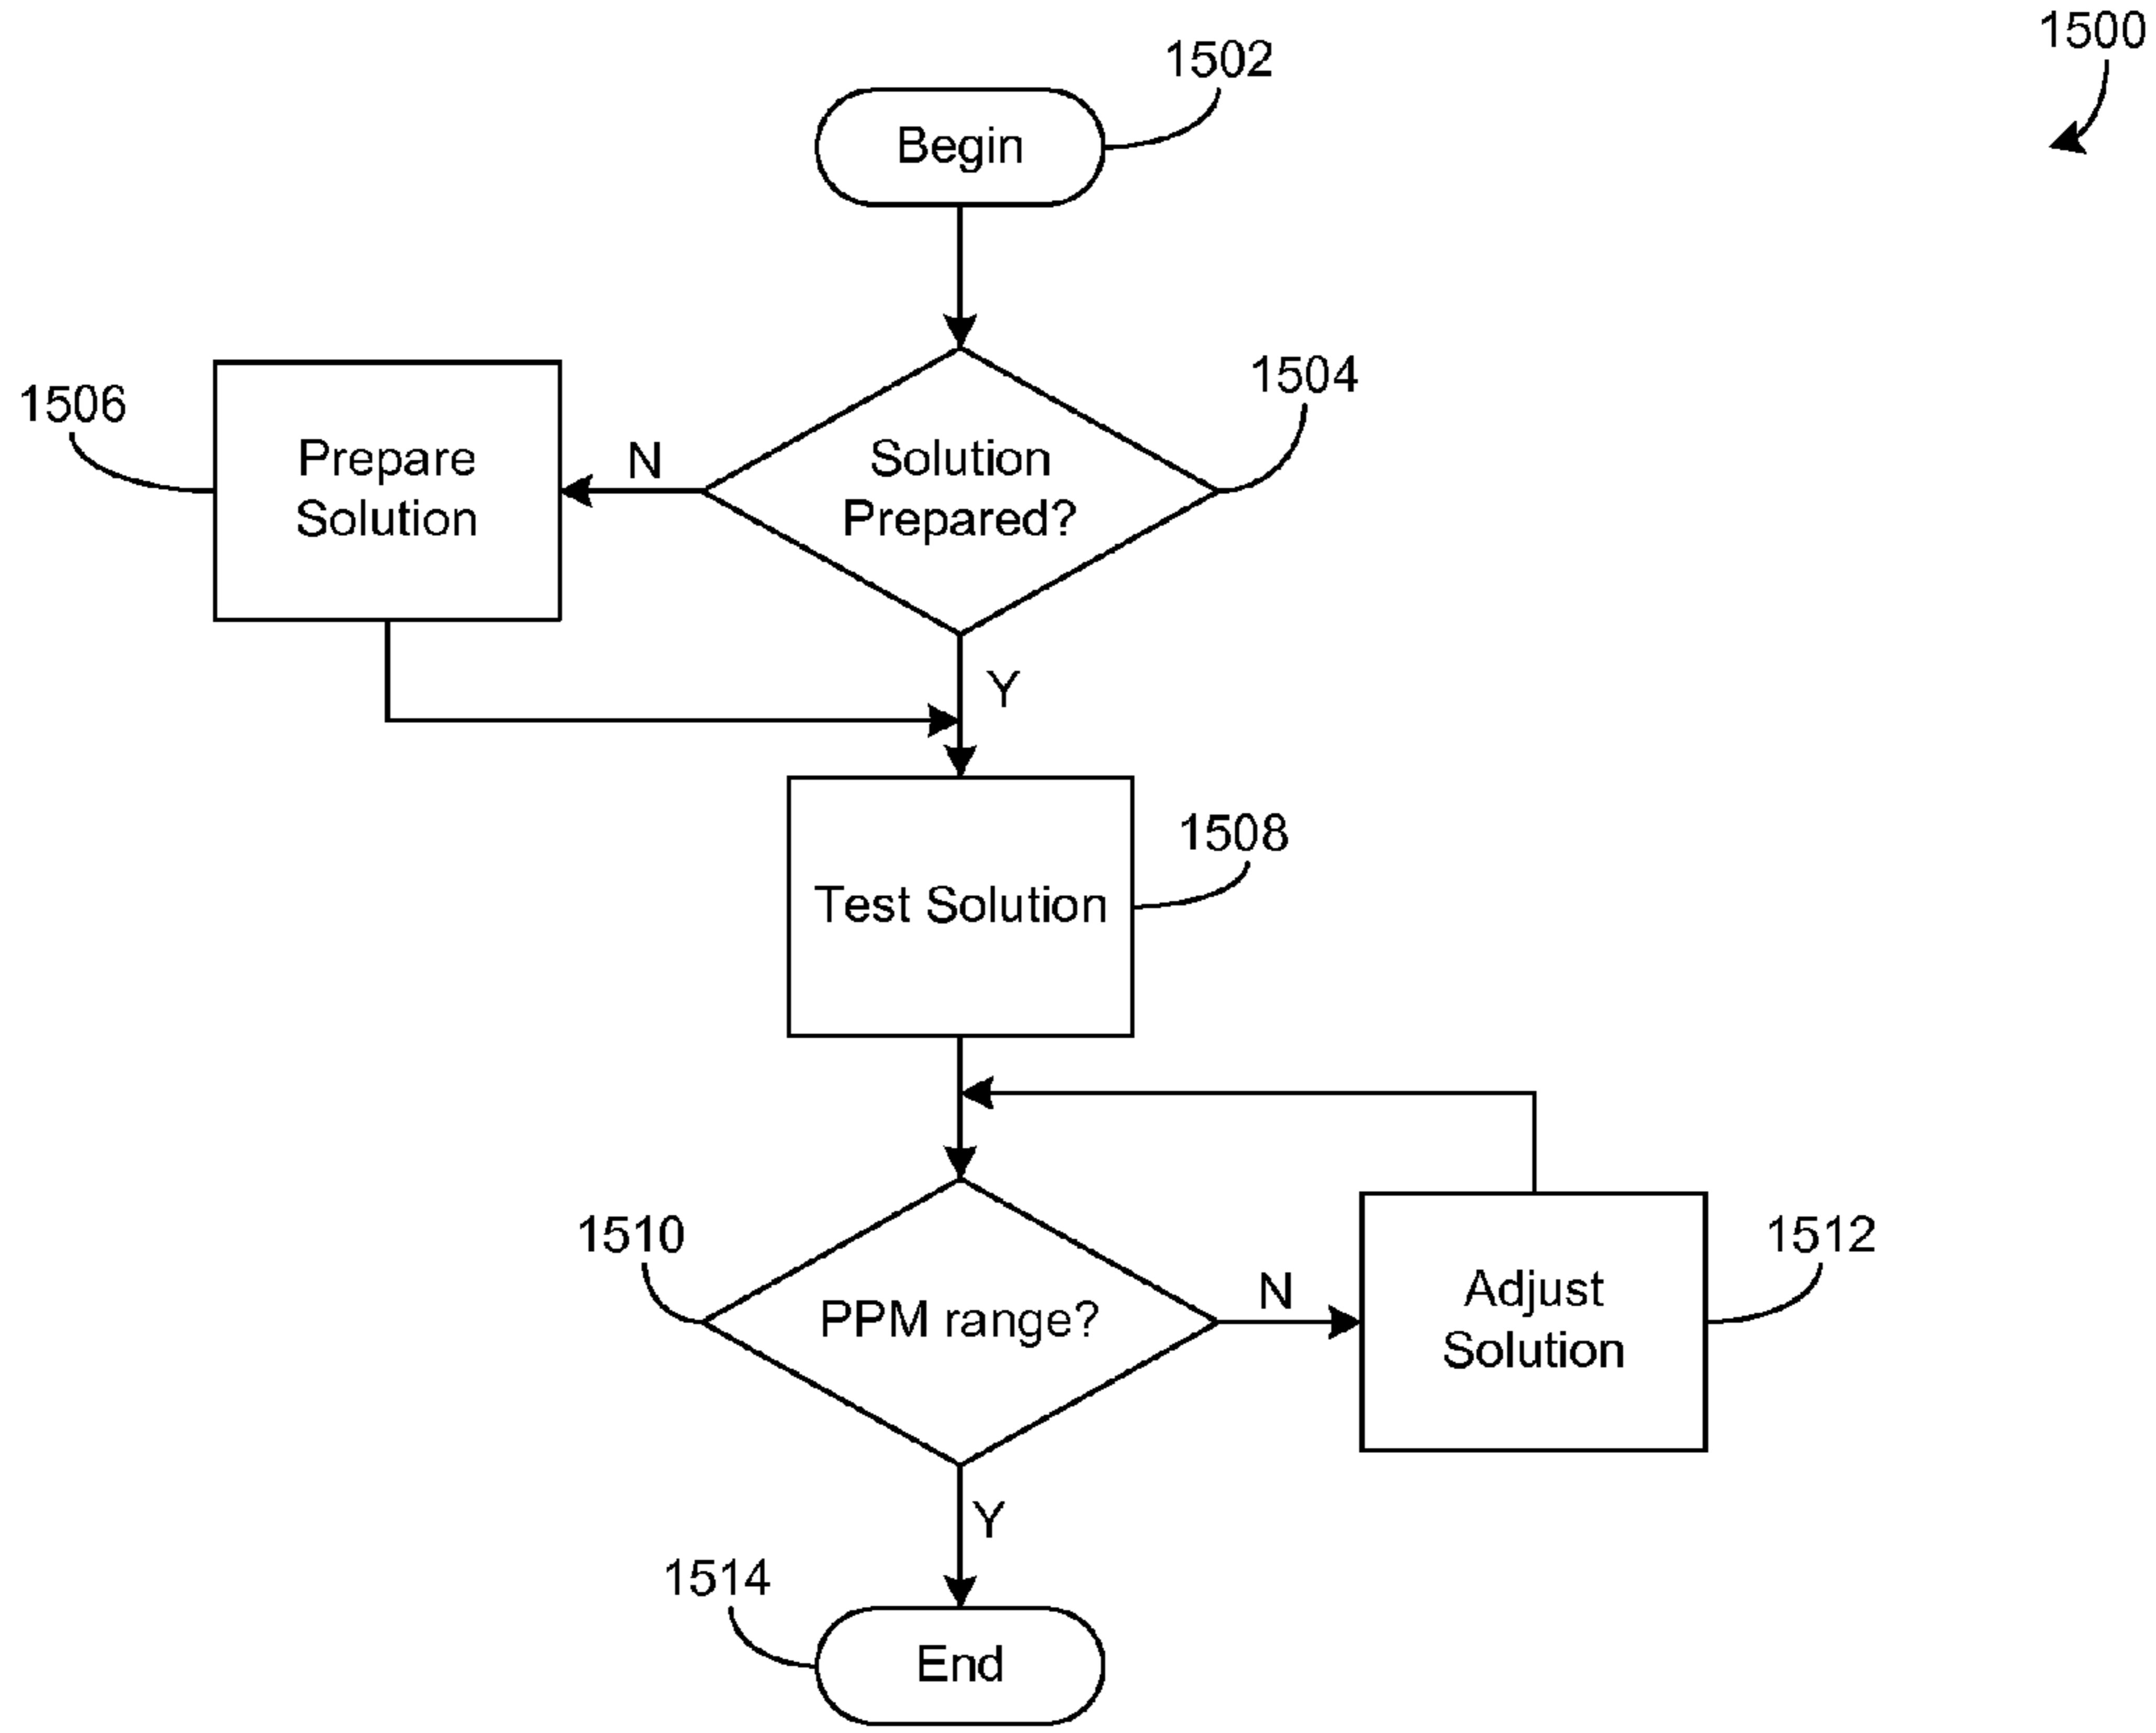 1500
1502
Begin
1504
1506
Prepare
Solution
N
Solution
Prepared?
Y
1508
Test Solution
1510
PPM range?
N
1512
Adjust
Solution
Y
1514
End